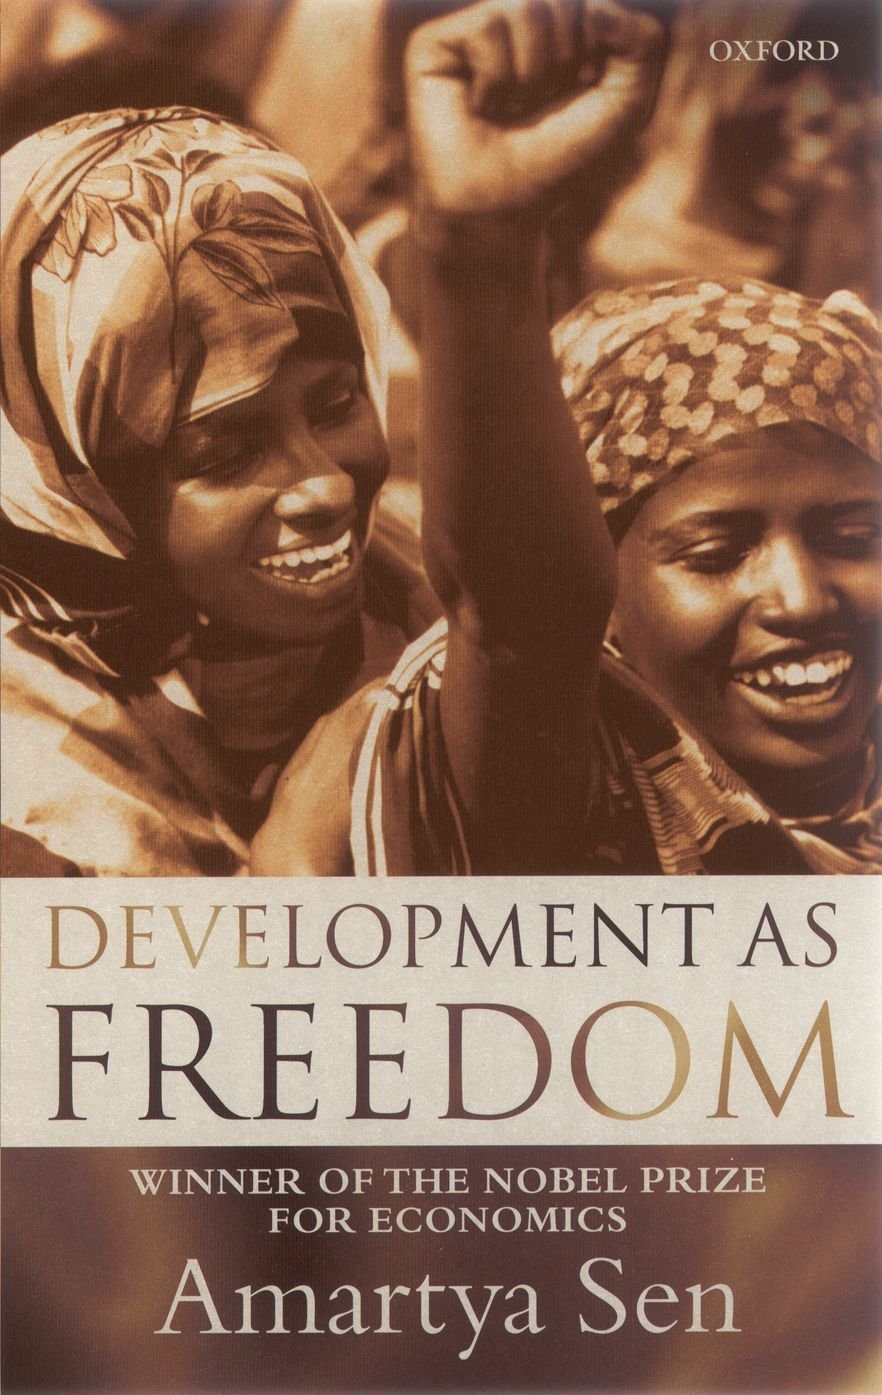 OXFORD
DEVELOPMENT AS
FREEDOM
WINNER OF THE NOBEL PRIZE
FOR ECONOMICS
Amartya Sen